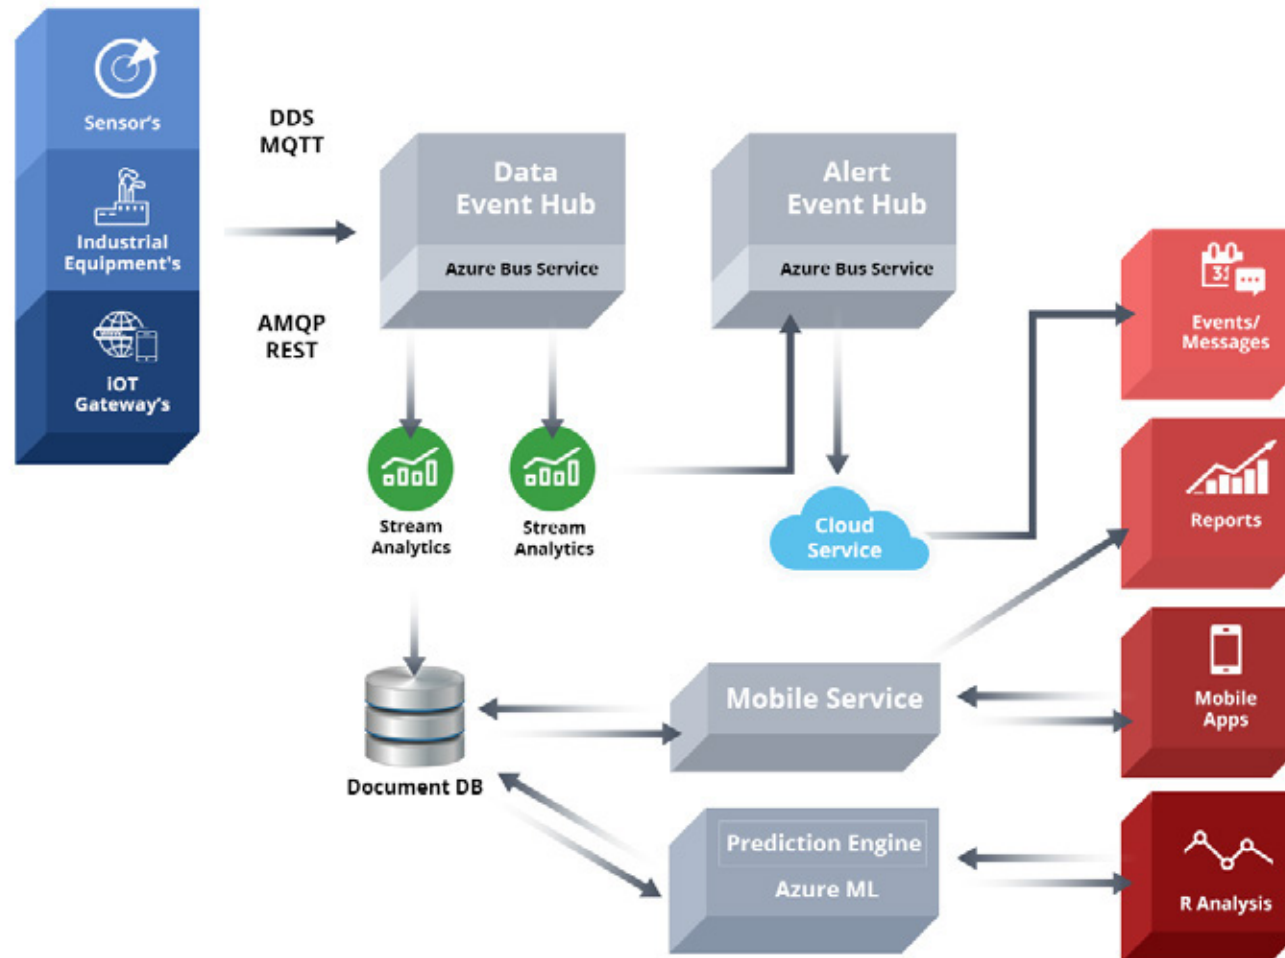 Sensor's
Industrial
Equipment's
iOT
Gateway's
DDS
MQTT
AMQP
REST
Data
Event Hub
Azure Bus Service
Alert
Event Hub
Azure Bus Service
Stream
Analytics
Stream
Analytics
Cloud
Service
31
Events/
Messages
Reports
Mobile
Apps
R Analysis
Document DB
Mobile Service
Prediction Engine
Azure ML